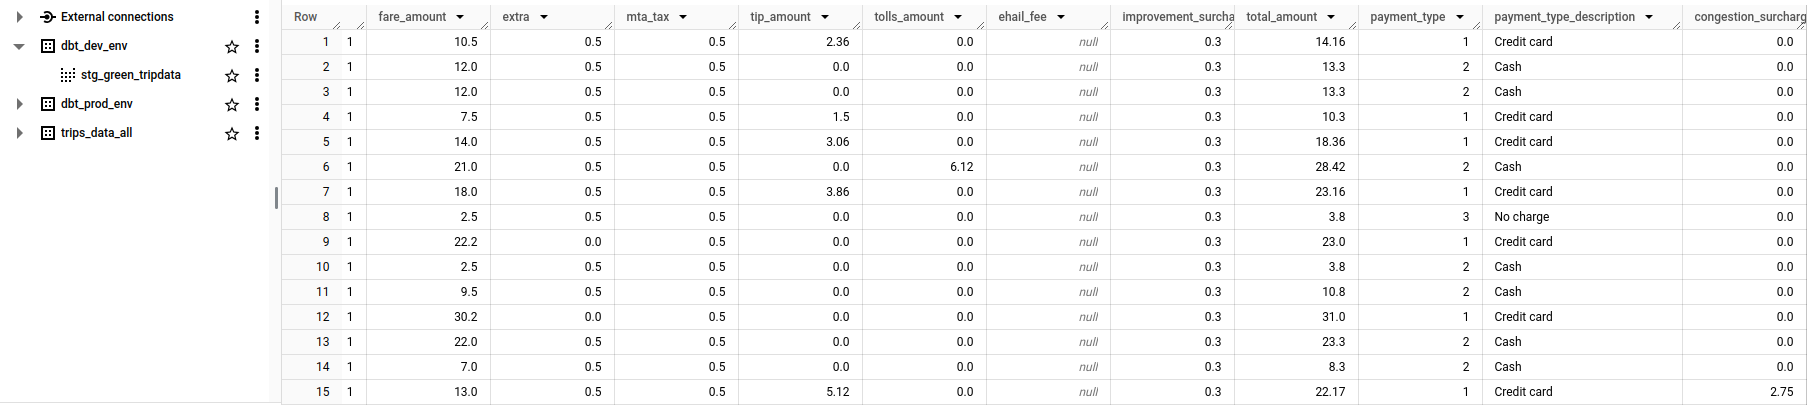 External connections
dbt_dev_env
stg_green_tripdata
dbt_prod_env
trips_data_all
Row fare_amount extra mta_tax tip_amount tolls_amount ehail_fee improvement_surcha total_amount payment_type payment_type_description congestion_surcharg
1 1 10.5 0.5 0.5 2.36 0.0 null 0.3 14.16 1 Credit card 0.0
2 1 12.0 0.5 0.5 0.0 0.0 null 0.3 13.3 2 Cash 0.0
3 1 12.0 0.5 0.5 0.0 0.0 null 0.3 13.3 2 Cash 0.0
4 1 7.5 0.5 0.5 1.5 0.0 null 0.3 10.3 1 Credit card 0.0
5 1 14.0 0.5 0.5 3.06 0.0 null 0.3 18.36 1 Credit card 0.0
6 1 21.0 0.5 0.5 0.0 6.12 null 0.3 28.42 2 Cash 0.0
7 1 18.0 0.5 0.5 3.86 0.0 null 0.3 23.16 1 Credit card 0.0
8 1 2.5 0.5 0.5 0.0 0.0 null 0.3 3.8 3 No charge 0.0
9 1 22.2 0.0 0.5 0.0 0.0 null 0.3 23.0 1 Credit card 0.0
10 1 2.5 0.5 0.5 0.0 0.0 null 0.3 3.8 2 Cash 0.0
11 1 9.5 0.5 0.5 0.0 0.0 null 0.3 10.8 2 Cash 0.0
12 1 30.2 0.0 0.5 0.0 0.0 null 0.3 31.0 1 Credit card 0.0
13 1 22.0 0.5 0.5 0.0 0.0 null 0.3 23.3 2 Cash 0.0
14 1 7.0 0.5 0.5 0.0 0.0 null 0.3 8.3 2 Cash 0.0
15 1 13.0 0.5 0.5 5.12 0.0 null 0.3 22.17 1 Credit card 2.75